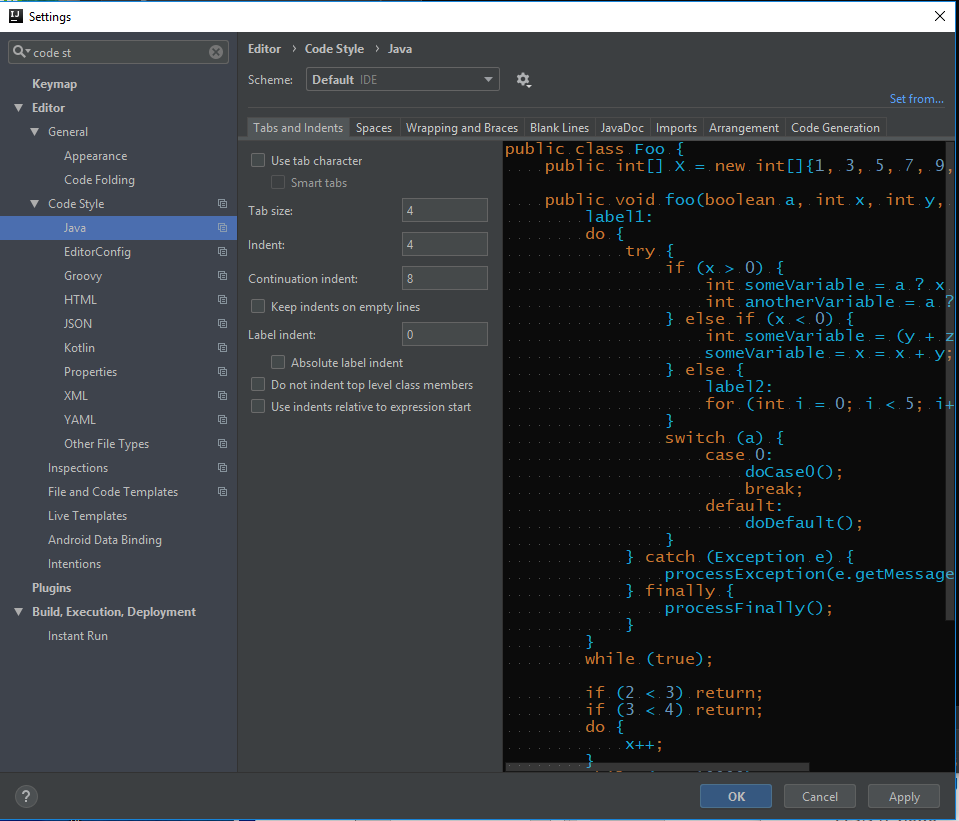 Settings
code st
Keymap
Editor
General
Appearance
Code Folding
Code Style
Java
EditorConfig
Groovy
HTML
JSON
Kotlin
Properties
XML
YAML
Other File Types
Inspections
File and Code Templates
Live Templates
Android Data Binding
Intentions
Plugins
Build, Execution, Deployment
Instant Run
Editor › Code Style › Java
Scheme: Default IDE
Set from...
Tabs and Indents Spaces Wrapping and Braces Blank Lines JavaDoc Imports Arrangement Code Generation
Use tab character
Smart tabs
Tab size: 4
Indent: 4
Continuation indent: 8
Keep indents on empty lines
Label indent: 0
Absolute label indent
Do not indent top level class members
Use indents relative to expression start
public class Foo {
public int[] X = new int[]{1, 3, 5, 7, 9,
public void foo(boolean a, int x, int y,
label1:
do {
try {
if (x > 0) {
int someVariable = a ? x
int anotherVariable = a ?
} else if (x < 0) {
int someVariable = (y + z
someVariable = x = x + y;
} else {
label2:
for (int i = 0; i < 5; i+
}
switch (a) {
case 0:
doCase0();
break;
default:
doDefault();
}
} catch (Exception e) {
processException(e.getMessage
} finally {
processFinally();
}
}
while (true);
if (2 < 3) return;
if (3 < 4) return;
do {
x++;
}
?
OK Cancel Apply